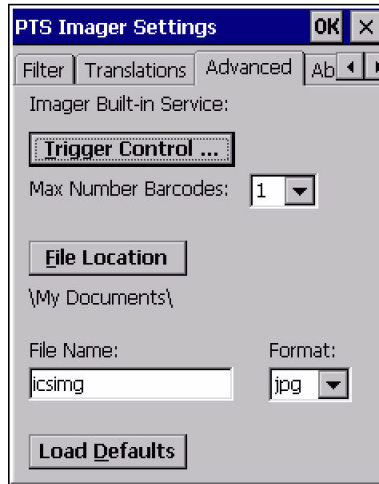 PTS Imager Settings OK ×
Filter Translations Advanced Ab
Imager Built-in Service:
Trigger Control ...
Max Number Barcodes: 1
File Location
\My Documents\
File Name: Format:
icsimg jpg
Load Defaults